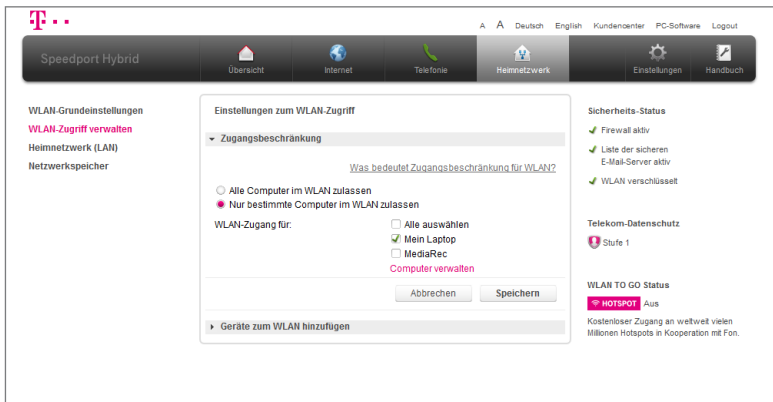 T
A A Deutsch English Kundencenter PC-Software Logout
Speedport Hybrid
Übersicht Internet Telefonie Heimnetzwerk Einstellungen Handbuch
WLAN-Grundeinstellungen
WLAN-Zugriff verwalten
Heimnetzwerk (LAN)
Netzwerkspeicher
Einstellungen zum WLAN-Zugriff
Zugangsbeschränkung
Was bedeutet Zugangsbeschränkung für WLAN?
Alle Computer im WLAN zulassen
Nur bestimmte Computer im WLAN zulassen
WLAN-Zugang für:
Alle auswählen
Mein Laptop
MediaRec
Computer verwalten
Abbrechen Speichern
Geräte zum WLAN hinzufügen
Sicherheits-Status
Firewall aktiv
Liste der sicheren
E-Mail-Server aktiv
WLAN verschlüsselt
Telekom-Datenschutz
Stufe 1
WLAN TO GO Status
HOTSPOT Aus
Kostenloser Zugang an weltweit vielen
Millionen Hotspots in Kooperation mit Fon.